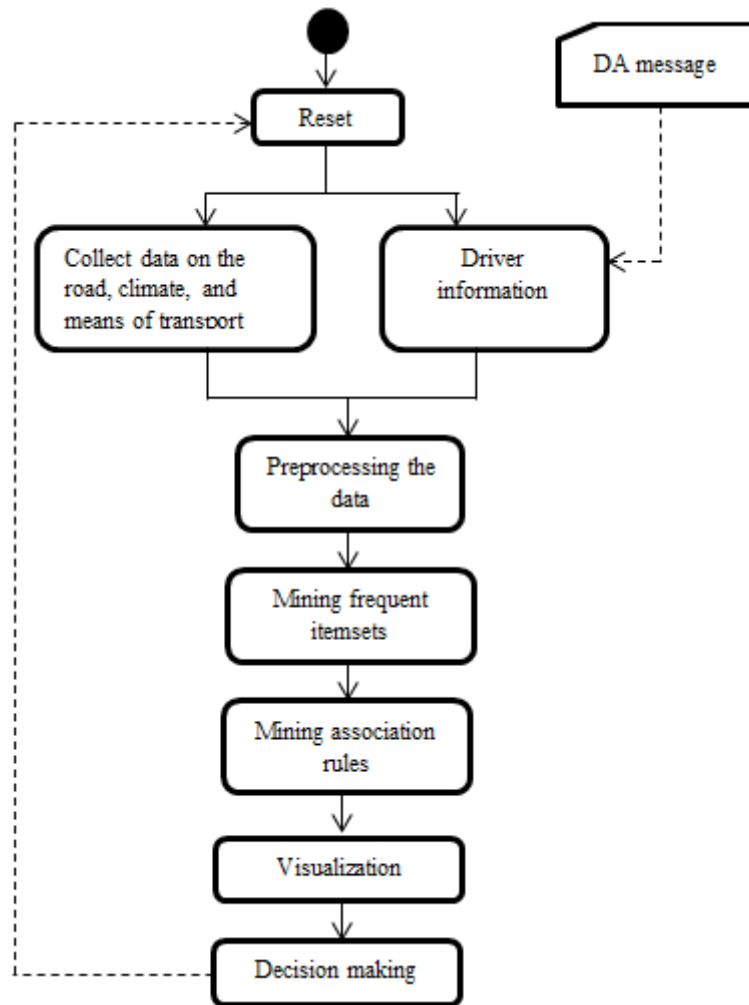 DA message
Reset
Collect data on the
road, climate, and
means of transport
Driver
information
Preprocessing the
data
Mining frequent
itemsets
Mining association
rules
Visualization
Decision making